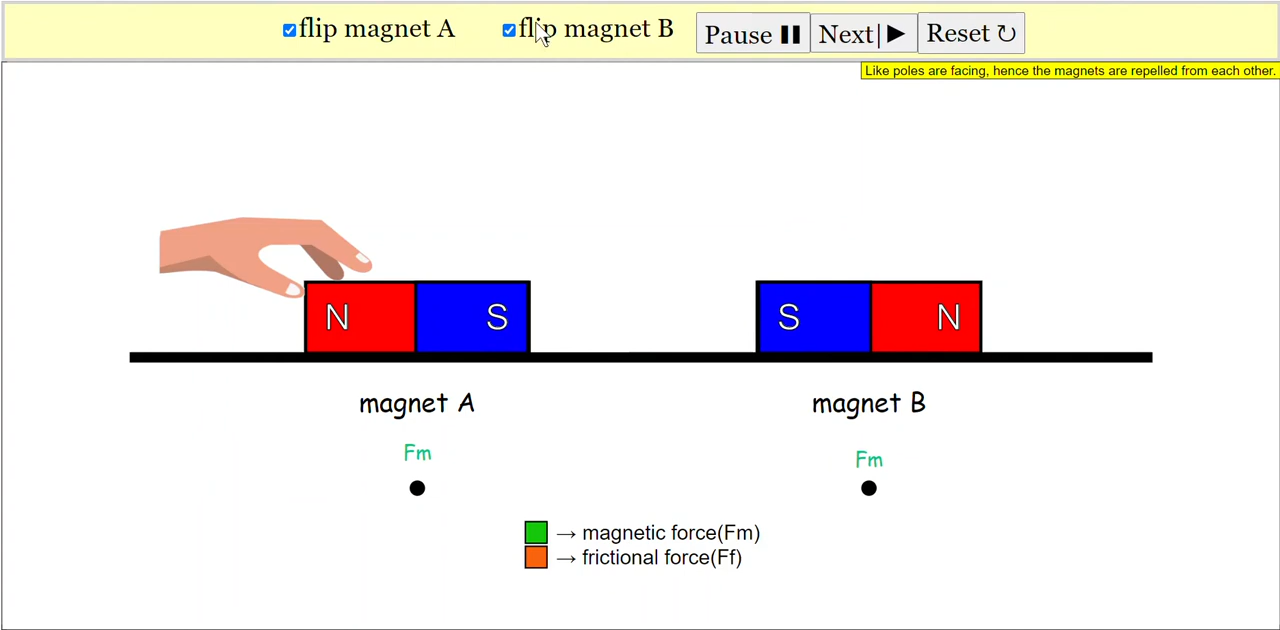 flip magnet A flip magnet B Pause Next|▶ Reset ↻
Like poles are facing, hence the magnets are repelled from each other.
N S S N
magnet A magnet B
Fm Fm
→ magnetic force(Fm)
→ frictional force(Ff)